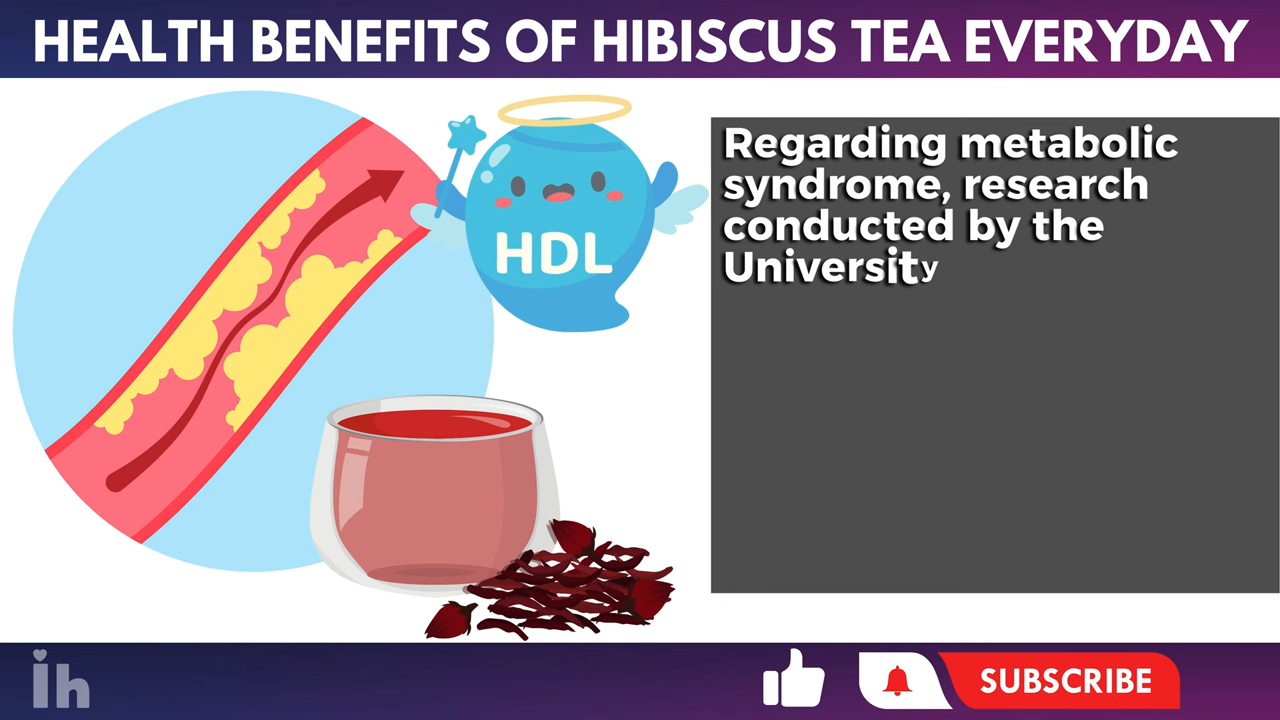 HEALTH BENEFITS OF HIBISCUS TEA EVERYDAY
HDL
Regarding metabolic
syndrome, research
conducted by the
University
ih
SUBSCRIBE